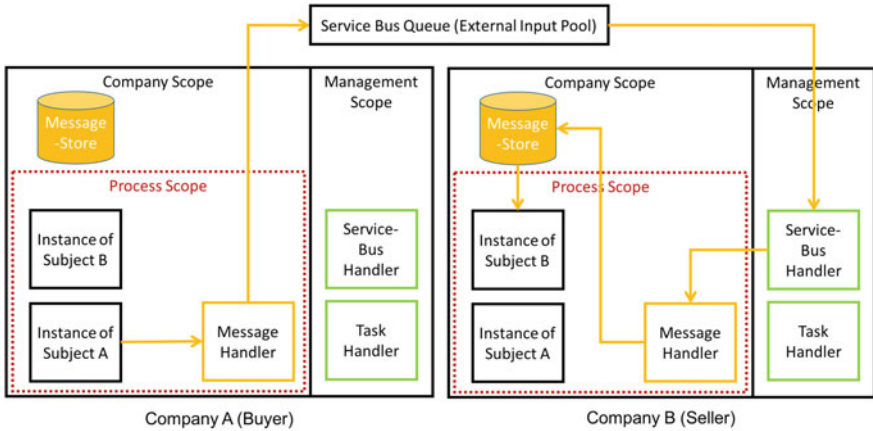 Service Bus Queue (External Input Pool)
Company Scope
Management
Scope
Message
-Store
Process Scope
Instance of
Subject B
Service-
Bus
Handler
Instance of
Subject A
Message
Handler
Task
Handler
Company A (Buyer)
Company Scope
Management
Scope
Message
-Store
Process Scope
Instance of
Subject B
Service-
Bus
Handler
Instance of
Subject A
Message
Handler
Task
Handler
Company B (Seller)